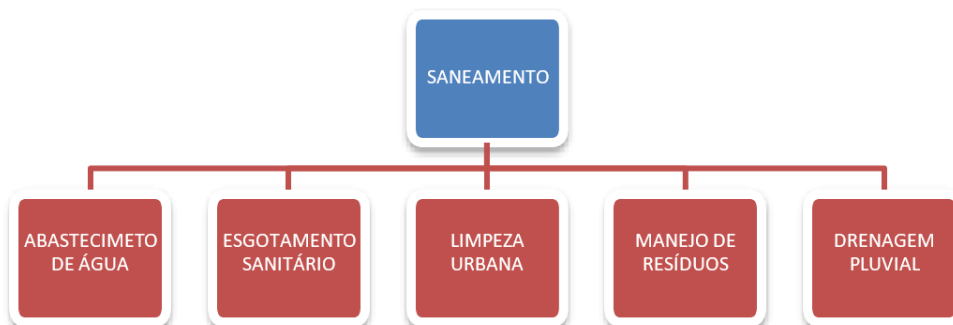 SANEAMENTO
ABASTECIMETO
DE ÁGUA
ESGOTAMENTO
SANITÁRIO
LIMPEZA
URBANA
MANEJO DE
RESÍDUOS
DRENAGEM
PLUVIAL